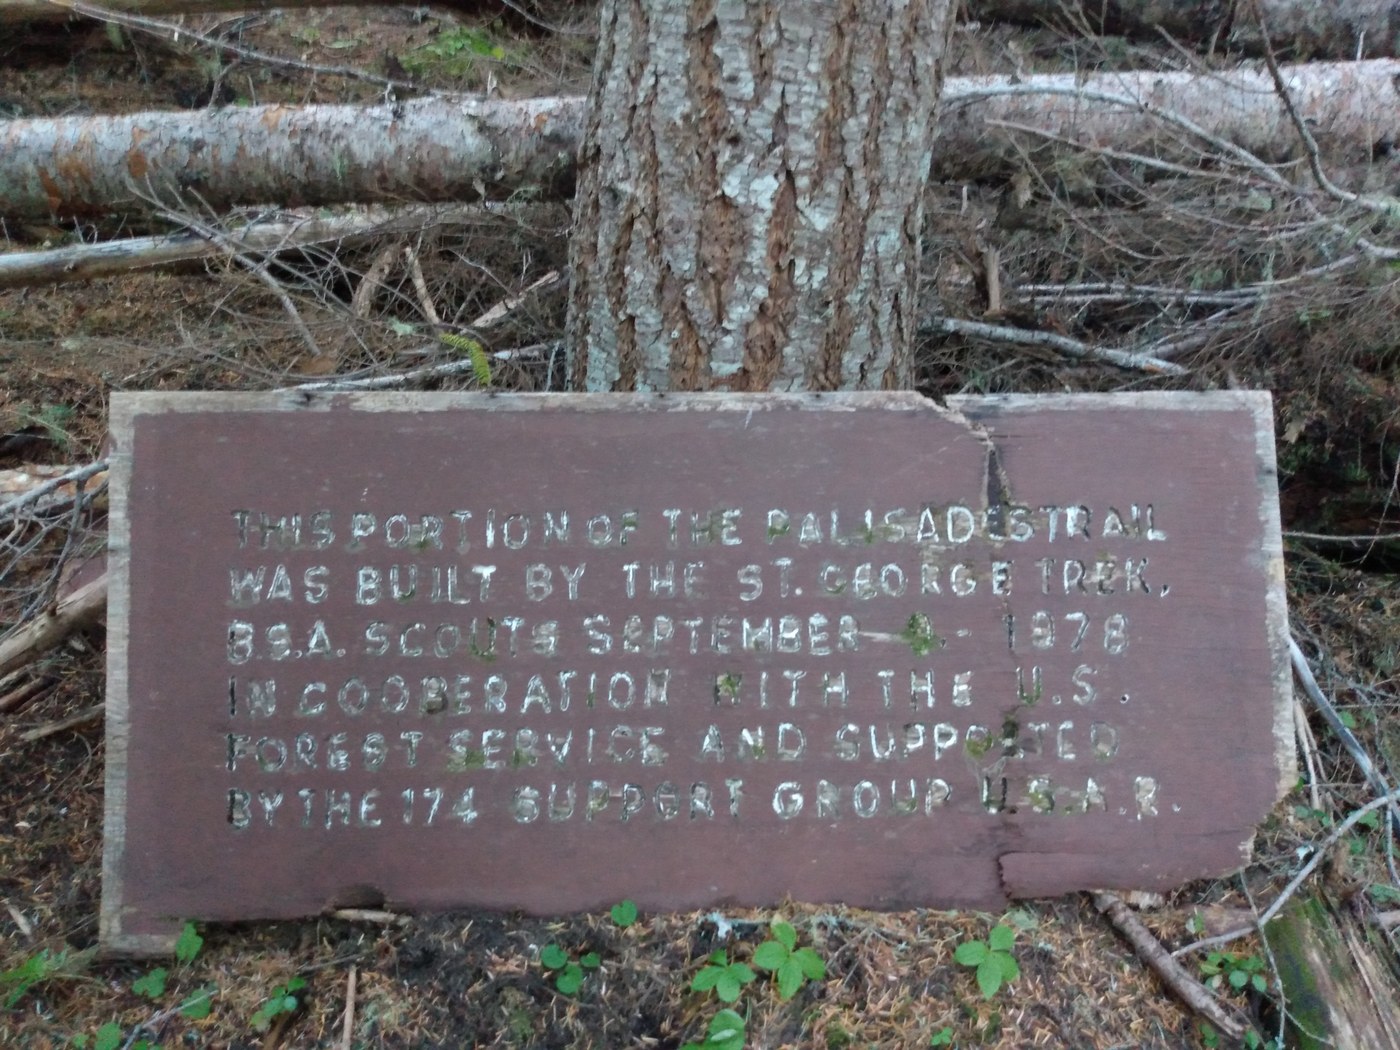 THIS PORTION OF THE PALISADES TRAIL
WAS BUILT BY THE ST. GEORGE TREK,
B.S.A. SCOUTS SEPTEMBER 9 - 1978
IN COOBERATION WITH THE U.S.
FOREST SERVICE AND SUPPORTED
BY THE 174 SUPPORT GROUP U.S.A.R.